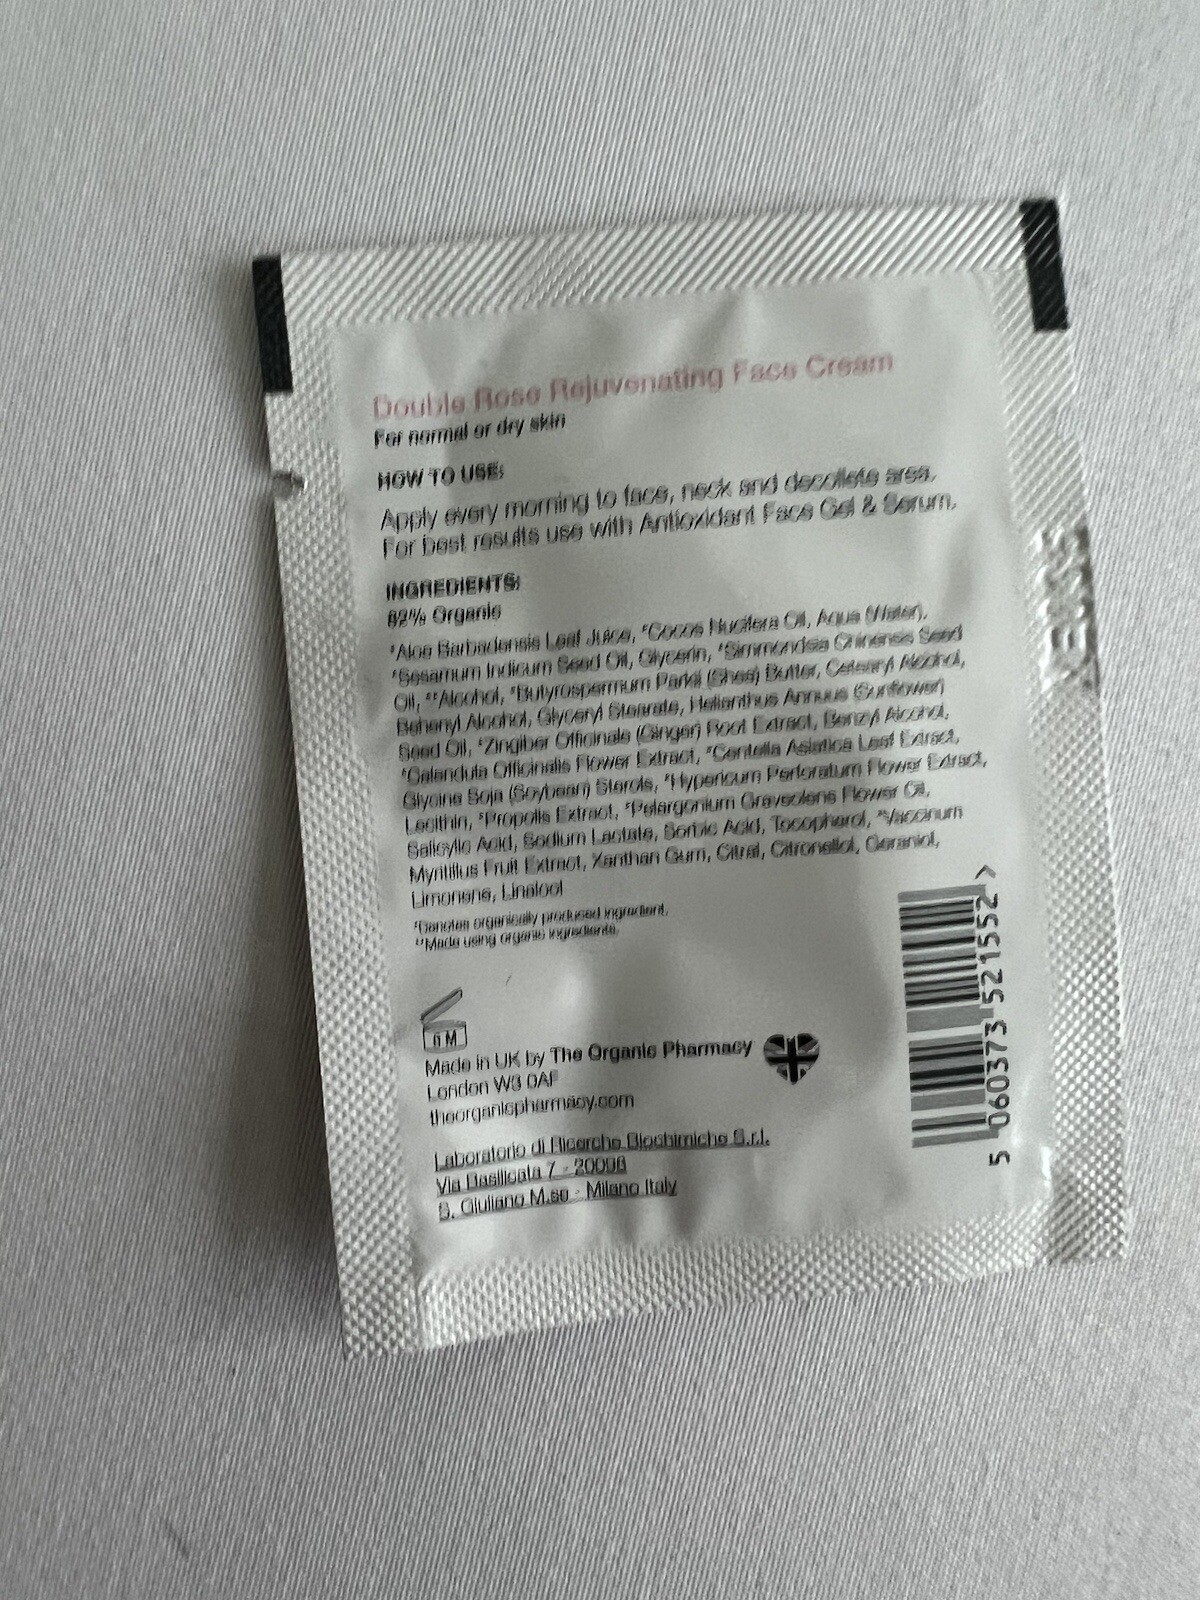 Double Rose Rejuvenating Face Cream
For normal or dry skin
HOW TO USE:
Apply every morning to face, neck and decollete area.
For best results use with Antioxidant Face Gel & Serum.
INGREDIENTS:
82% Organic
*Aloe Barbadensis Leaf Juice, *Cocos Nucifera Oil, Aqua (Water),
*Sesamum Indicum Seed Oil, Glycerin, *Simmondsia Chinensis Seed
Oil, **Alcohol, *Butyrospermum Parkii (Shea) Butter, Cetearyl Alcohol,
Behenyl Alcohol, Glyceryl Stearate, Helianthus Annuus (Sunflower)
Seed Oil, *Zingiber Officinale (Ginger) Root Extract, Benzyl Alcohol,
*Calendula Officinalis Flower Extract, *Centella Asiatica Leaf Extract,
Glycine Soja (Soybean) Sterols, *Hypericum Perforatum Flower Extract,
Lecithin, *Propolis Extract, *Pelargonium Graveolens Flower Oil,
Salicylic Acid, Sodium Lactate, Sorbic Acid, Tocopherol, *Vaccinium
Myrtillus Fruit Extract, Xanthan Gum, Citral, Citronellol, Geraniol,
Limonene, Linalool
*Denotes organically produced ingredient.
**Made using organic ingredients.
6 M
Made in UK by The Organic Pharmacy
London W3 0AF
theorganicpharmacy.com
Laboratorio di Ricerche Biochimiche S.r.l.
Via Basilicata 7 - 20098
S. Giuliano M.se - Milano Italy
5 060373 521552 >